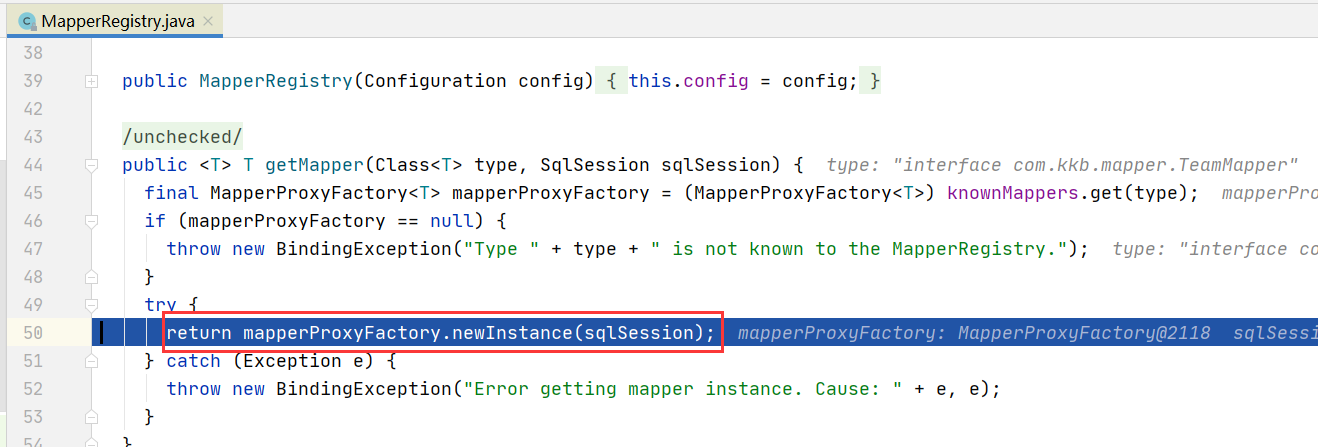 MapperRegistry.java
38
39 public MapperRegistry(Configuration config) { this.config = config; }
42
43 /unchecked/
44 public <T> T getMapper(Class<T> type, SqlSession sqlSession) { type: "interface com.kkb.mapper.TeamMapper"
45 final MapperProxyFactory<T> mapperProxyFactory = (MapperProxyFactory<T>) knownMappers.get(type); mapperPro
46 if (mapperProxyFactory == null) {
47 throw new BindingException("Type " + type + " is not known to the MapperRegistry."); type: "interface co
48 }
49 try {
50 return mapperProxyFactory.newInstance(sqlSession); mapperProxyFactory: MapperProxyFactory@2118 sqlSessi
51 } catch (Exception e) {
52 throw new BindingException("Error getting mapper instance. Cause: " + e, e);
53 }
54 }